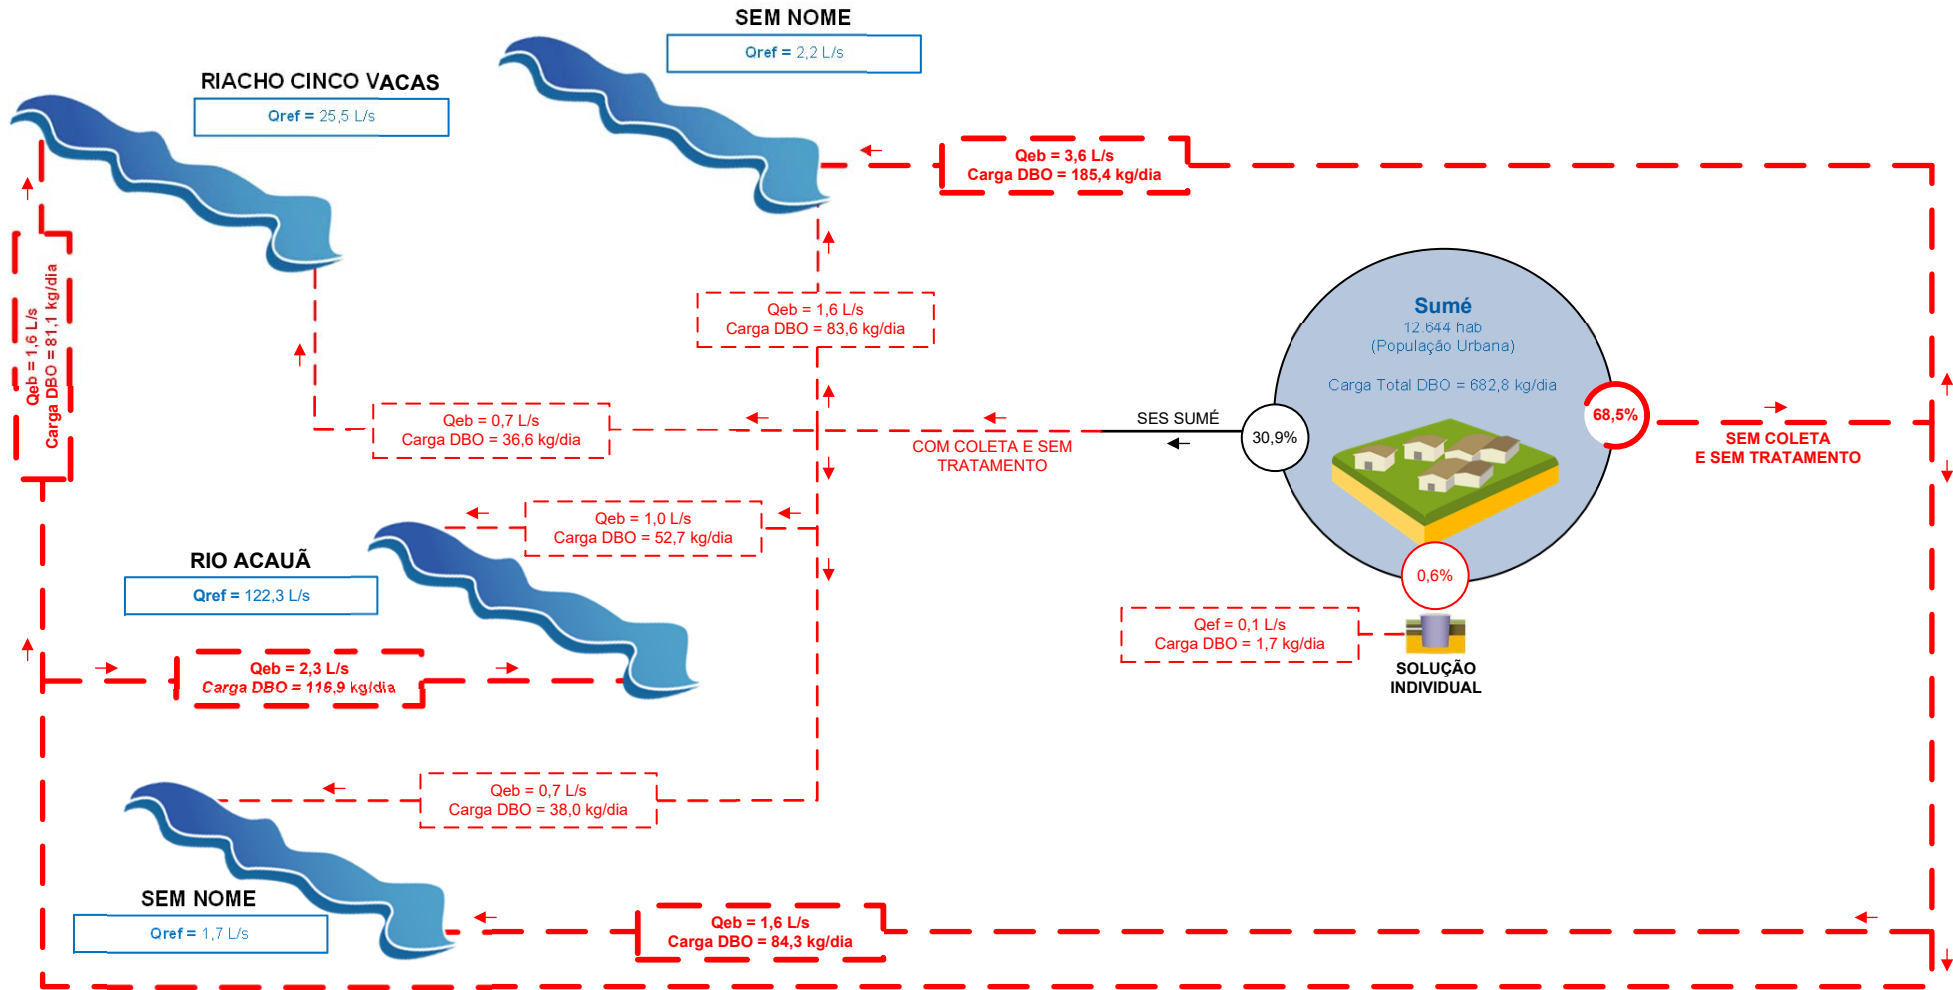 SEM NOME
Qref = 2,2 L/s
RIACHO CINCO VACAS
Qref = 25,5 L/s
Qeb = 3,6 L/s
Carga DBO = 185,4 kg/dia
Qeb = 1,6 L/s
Carga DBO = 81,1 kg/dia
Qeb = 1,6 L/s
Carga DBO = 83,6 kg/dia
Sumé
12.644 hab
(População Urbana)
Carga Total DBO = 682,8 kg/dia
Qeb = 0,7 L/s
Carga DBO = 36,6 kg/dia
COM COLETA E SEM
TRATAMENTO
SES SUMÉ
30,9%
68,5%
SEM COLETA
E SEM TRATAMENTO
Qeb = 1,0 L/s
Carga DBO = 52,7 kg/dia
RIO ACAUÃ
Qref = 122,3 L/s
0,6%
Qef = 0,1 L/s
Carga DBO = 1,7 kg/dia
SOLUÇÃO
INDIVIDUAL
Qeb = 2,3 L/s
Carga DBO = 116,9 kg/dia
Qeb = 0,7 L/s
Carga DBO = 38,0 kg/dia
SEM NOME
Qref = 1,7 L/s
Qeb = 1,6 L/s
Carga DBO = 84,3 kg/dia